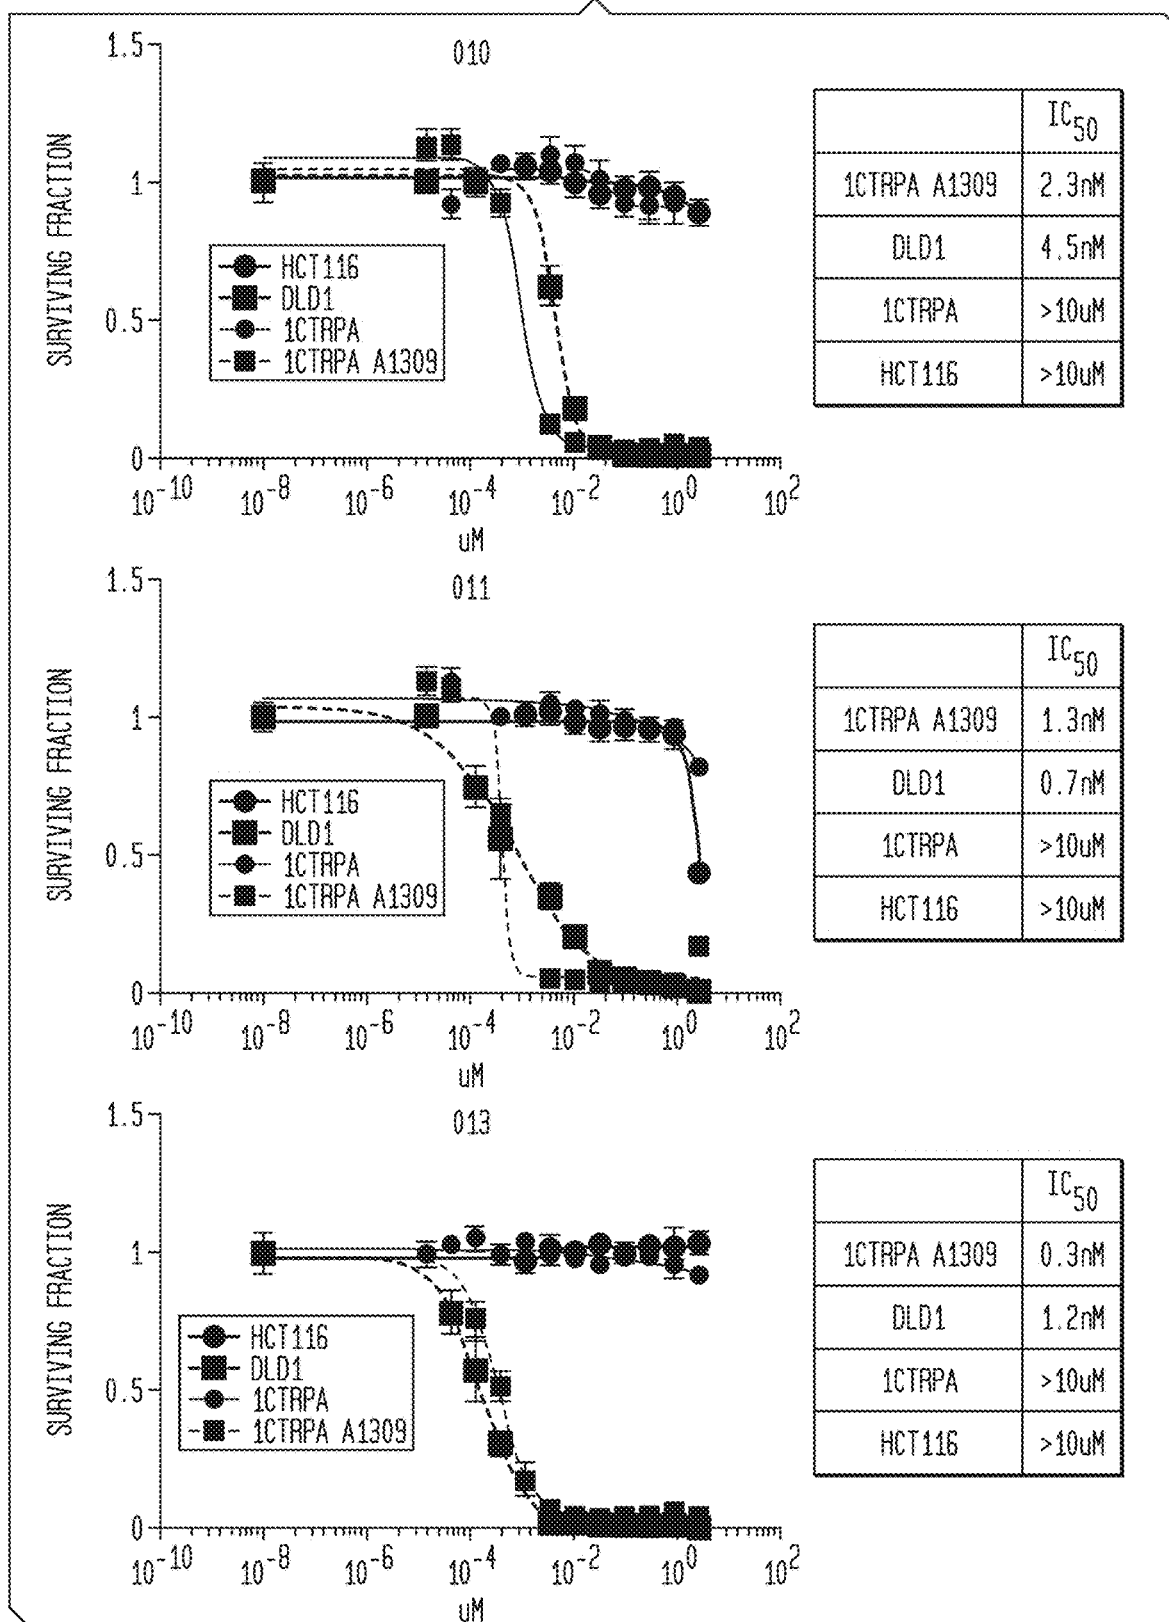 010
1.5
1
0.5
0
SURVIVING FRACTION
HCT116
DLD1
1CTRPA
1CTRPA A1309
10^-10 10^-8 10^-6 10^-4 10^-2 10^0 10^2
uM
IC50
1CTRPA A1309 2.3nM
DLD1 4.5nM
1CTRPA >10uM
HCT116 >10uM
011
1.5
1
0.5
0
SURVIVING FRACTION
HCT116
DLD1
1CTRPA
1CTRPA A1309
10^-10 10^-8 10^-6 10^-4 10^-2 10^0 10^2
uM
IC50
1CTRPA A1309 1.3nM
DLD1 0.7nM
1CTRPA >10uM
HCT116 >10uM
013
1.5
1
0.5
0
SURVIVING FRACTION
HCT116
DLD1
1CTRPA
1CTRPA A1309
10^-10 10^-8 10^-6 10^-4 10^-2 10^0 10^2
uM
IC50
1CTRPA A1309 0.3nM
DLD1 1.2nM
1CTRPA >10uM
HCT116 >10uM